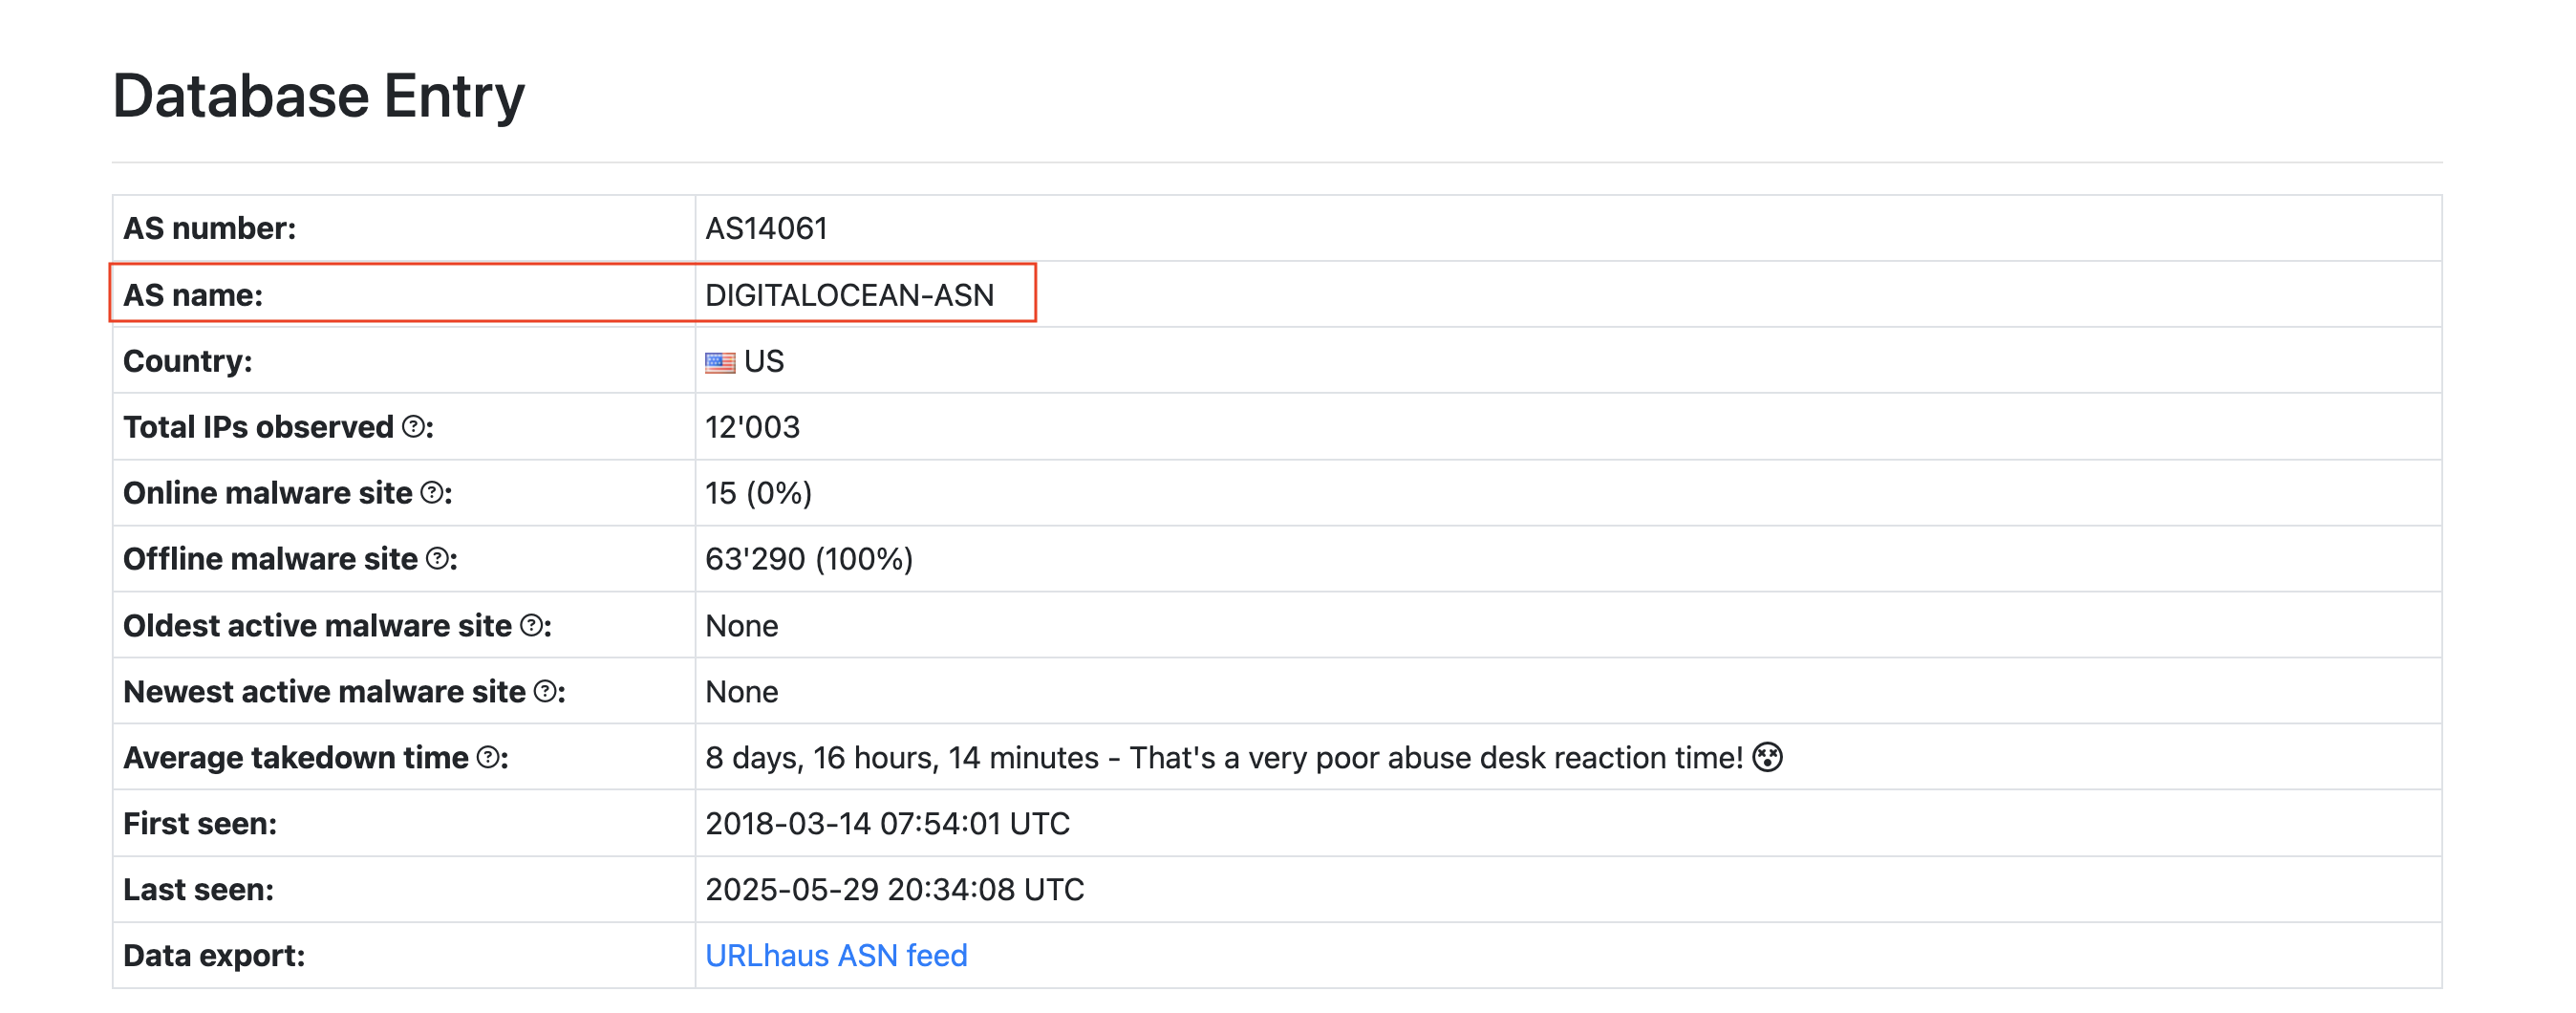 Database Entry
AS number: AS14061
AS name: DIGITALOCEAN-ASN
Country: US
Total IPs observed ?: 12'003
Online malware site ?: 15 (0%)
Offline malware site ?: 63'290 (100%)
Oldest active malware site ?: None
Newest active malware site ?: None
Average takedown time ?: 8 days, 16 hours, 14 minutes - That's a very poor abuse desk reaction time!
First seen: 2018-03-14 07:54:01 UTC
Last seen: 2025-05-29 20:34:08 UTC
Data export: URLhaus ASN feed